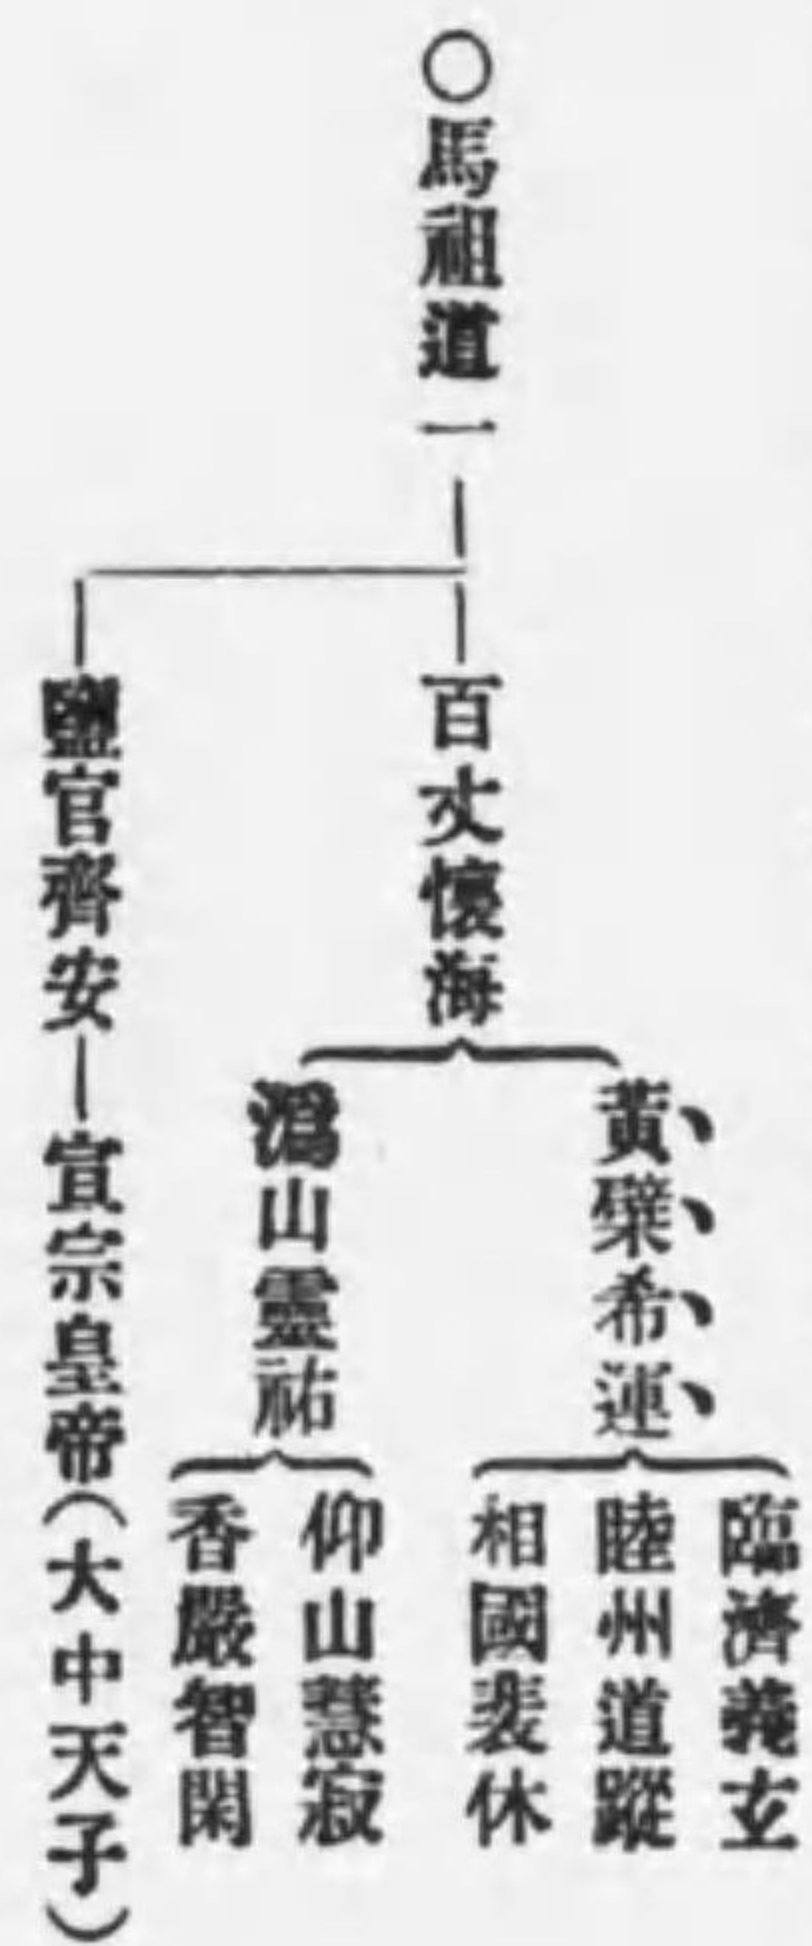 ○馬祖道一
百丈懷海
黃檗希運
臨濟義玄
睦州道蹤
相國裴休
潙山靈祐
仰山慧寂
香嚴智閑
鹽官齊安
宣宗皇帝(大中天子)